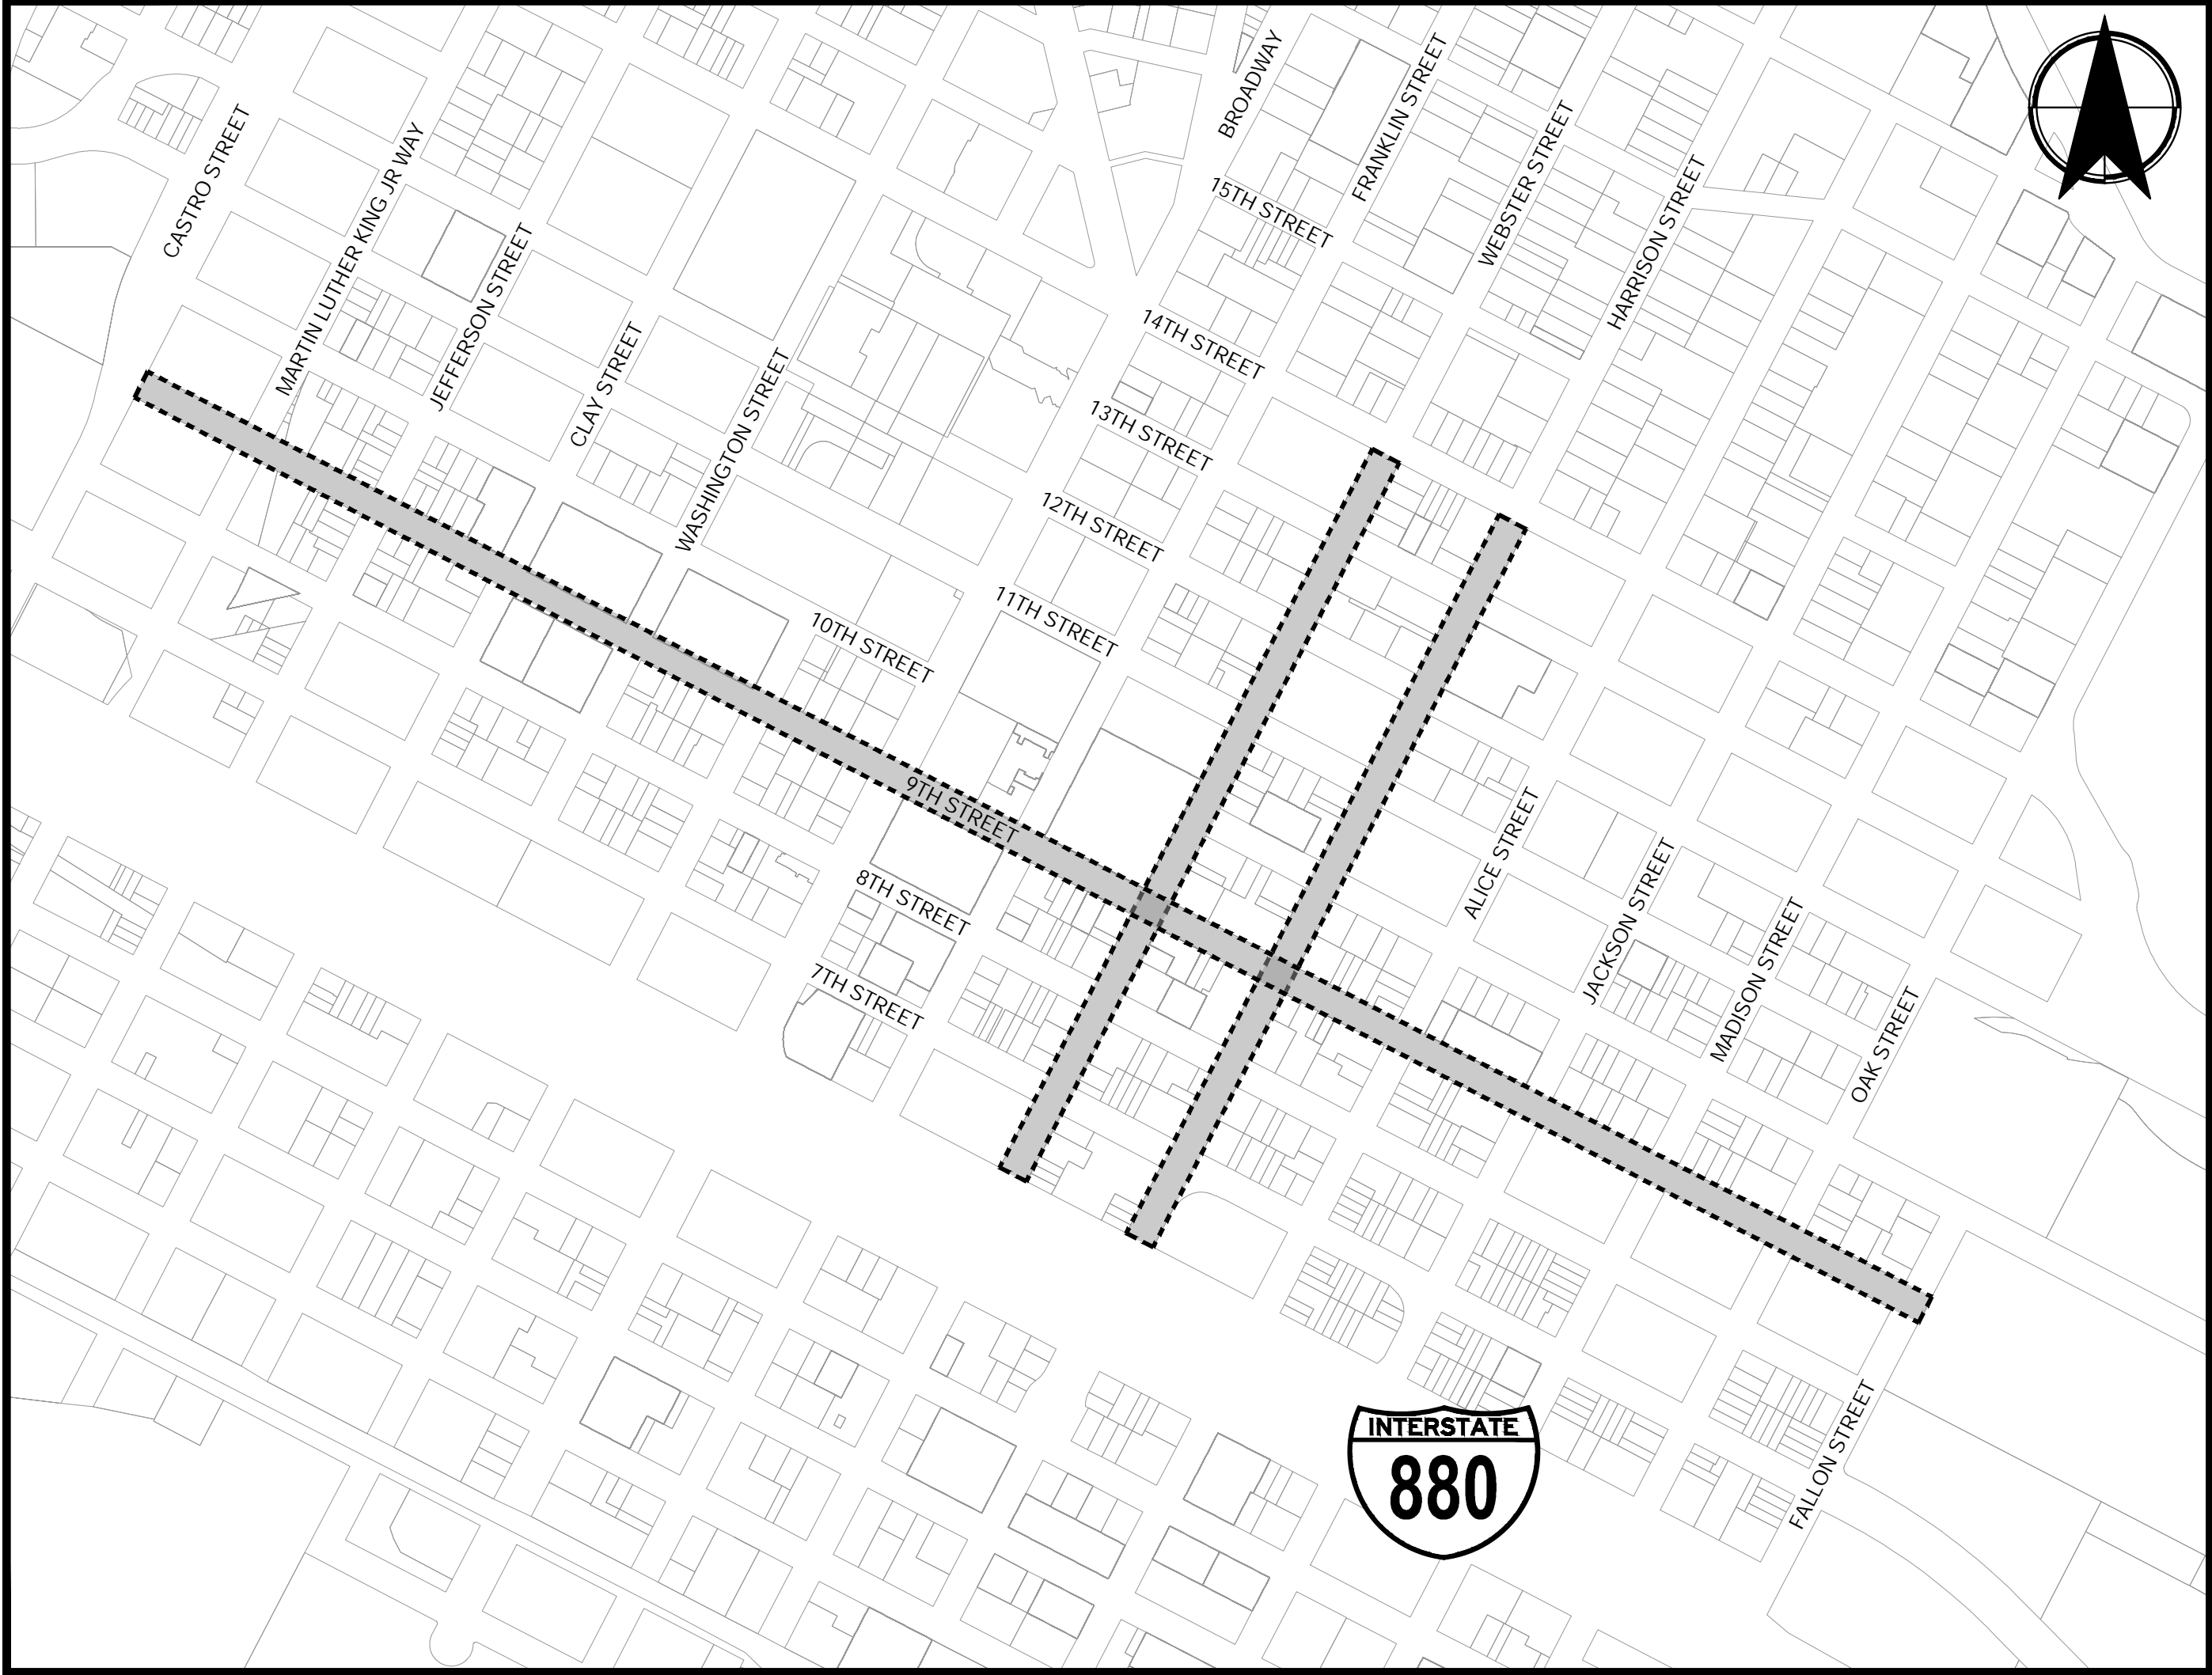 BROADWAY
FRANKLIN STREET
CASTRO STREET
MARTIN LUTHER KING JR WAY
WEBSTER STREET
HARRISON STREET
15TH STREET
JEFFERSON STREET
14TH STREET
CLAY STREET
WASHINGTON STREET
13TH STREET
12TH STREET
11TH STREET
10TH STREET
9TH STREET
ALICE STREET
JACKSON STREET
8TH STREET
MADISON STREET
7TH STREET
OAK STREET
FALLON STREET
INTERSTATE
880